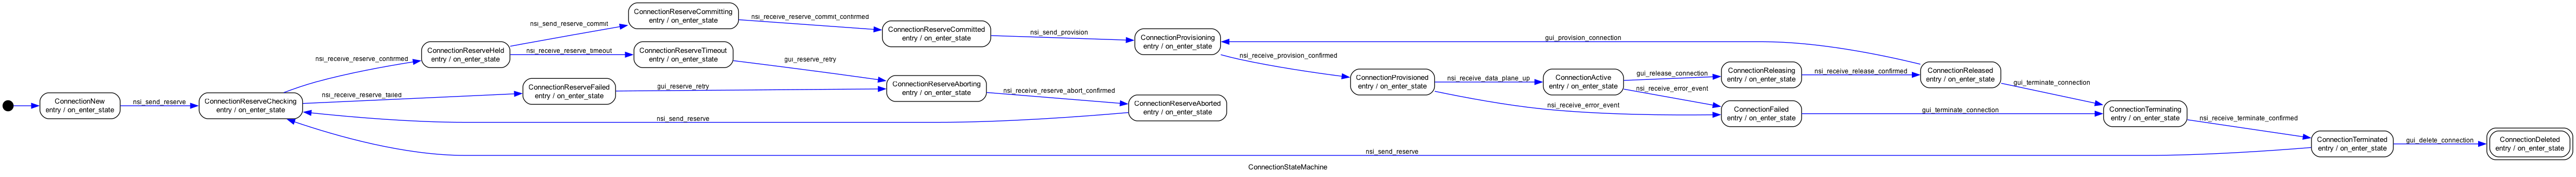 ConnectionNew
entry / on_enter_state
nsi_send_reserve
ConnectionReserveChecking
entry / on_enter_state
nsi_receive_reserve_confirmed
nsi_receive_reserve_failed
ConnectionReserveHeld
entry / on_enter_state
nsi_send_reserve_commit
nsi_receive_reserve_timeout
ConnectionReserveFailed
entry / on_enter_state
gui_reserve_retry
ConnectionReserveCommitting
entry / on_enter_state
nsi_receive_reserve_commit_confirmed
ConnectionReserveTimeout
entry / on_enter_state
gui_reserve_retry
ConnectionReserveCommitted
entry / on_enter_state
nsi_send_provision
ConnectionReserveAborting
entry / on_enter_state
nsi_receive_reserve_abort_confirmed
ConnectionReserveAborted
entry / on_enter_state
nsi_send_reserve
ConnectionProvisioning
entry / on_enter_state
nsi_receive_provision_confirmed
ConnectionProvisioned
entry / on_enter_state
nsi_receive_data_plane_up
nsi_receive_error_event
ConnectionActive
entry / on_enter_state
gui_release_connection
nsi_receive_error_event
ConnectionReleasing
entry / on_enter_state
nsi_receive_release_confirmed
ConnectionFailed
entry / on_enter_state
gui_terminate_connection
gui_provision_connection
ConnectionReleased
entry / on_enter_state
gui_terminate_connection
ConnectionTerminating
entry / on_enter_state
nsi_receive_terminate_confirmed
ConnectionTerminated
entry / on_enter_state
nsi_send_reserve
gui_delete_connection
ConnectionDeleted
entry / on_enter_state
ConnectionStateMachine